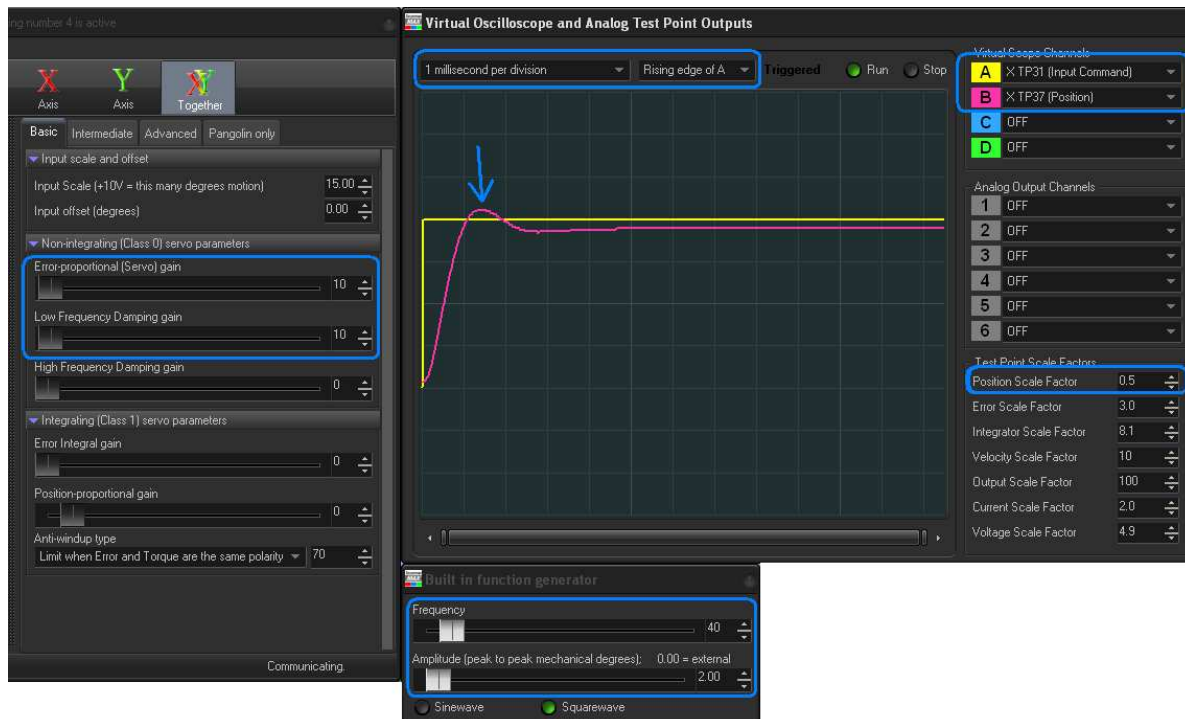 ng number 4 is active
X
Axis
Y
Axis
XY
Together
Basic Intermediate Advanced Pangolin only
Input scale and offset
Input Scale (+10V = this many degrees motion) 15.00
Input offset (degrees) 0.00
Non-integrating (Class 0) servo parameters
Error-proportional (Servo) gain
10
Low Frequency Damping gain
10
High Frequency Damping gain
0
Integrating (Class 1) servo parameters
Error Integral gain
0
Position-proportional gain
0
Anti-windup type
Limit when Error and Torque are the same polarity 70
Communicating.
Virtual Oscilloscope and Analog Test Point Outputs
1 millisecond per division Rising edge of A Triggered Run Stop
Virtual Scope Channels
A X TP31 (Input Command)
B X TP37 (Position)
C OFF
D OFF
Analog Output Channels
1 OFF
2 OFF
3 OFF
4 OFF
5 OFF
6 OFF
Test Point Scale Factors
Position Scale Factor 0.5
Error Scale Factor 3.0
Integrator Scale Factor 8.1
Velocity Scale Factor 10
Output Scale Factor 100
Current Scale Factor 2.0
Voltage Scale Factor 4.9
Built in function generator
Frequency
40
Amplitude (peak to peak mechanical degrees); 0.00 = external
2.00
Sinewave Squarewave